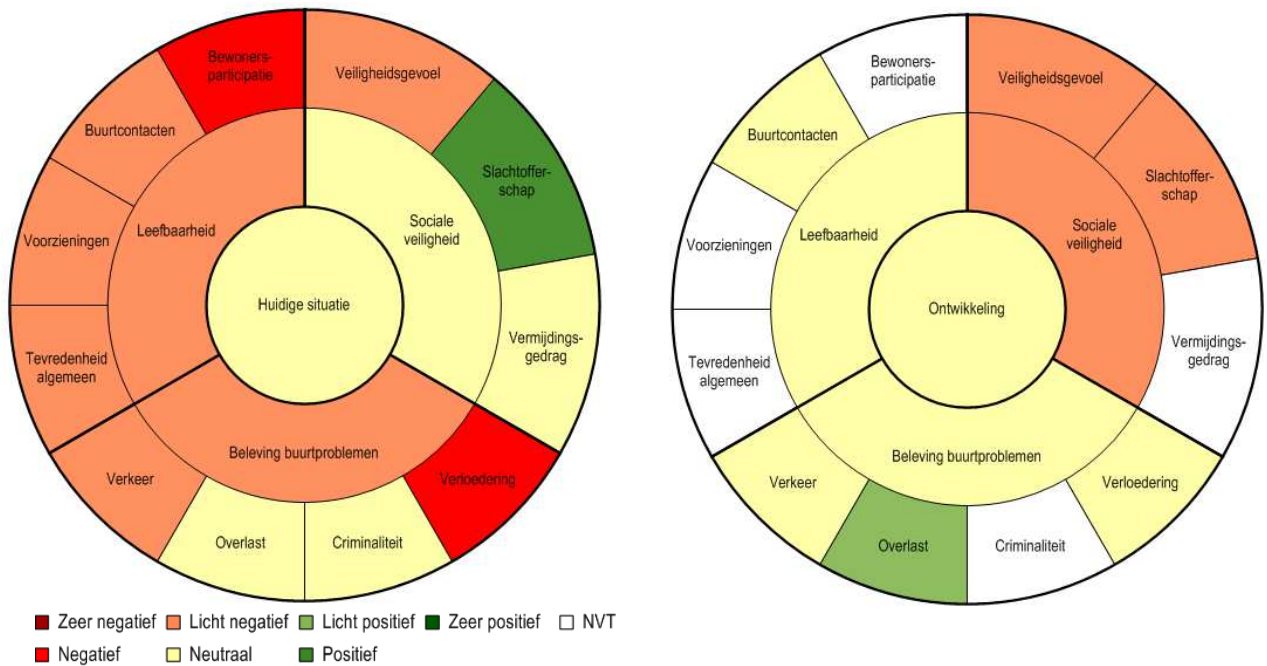 Bewoners-
participatie
Veiligheidsgevoel
Buurtcontacten
Slachtoffer-
schap
Voorzieningen
Leefbaarheid
Sociale
veiligheid
Huidige situatie
Tevredenheid
algemeen
Vermijdings-
gedrag
Beleving buurtproblemen
Verkeer
Verloedering
Overlast
Criminaliteit
Bewoners-
participatie
Veiligheidsgevoel
Buurtcontacten
Slachtoffer-
schap
Voorzieningen
Leefbaarheid
Sociale
veiligheid
Ontwikkeling
Tevredenheid
algemeen
Vermijdings-
gedrag
Beleving buurtproblemen
Verkeer
Verloedering
Overlast
Criminaliteit
Zeer negatief Licht negatief Licht positief Zeer positief NVT
Negatief Neutraal Positief